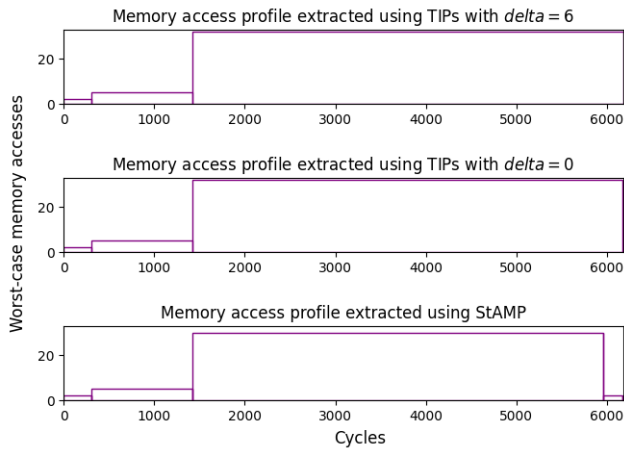 Memory access profile extracted using TIPs with delta = 6
20
0
0 1000 2000 3000 4000 5000 6000
Memory access profile extracted using TIPs with delta = 0
20
0
0 1000 2000 3000 4000 5000 6000
Memory access profile extracted using StAMP
20
0
0 1000 2000 3000 4000 5000 6000
Cycles
Worst-case memory accesses